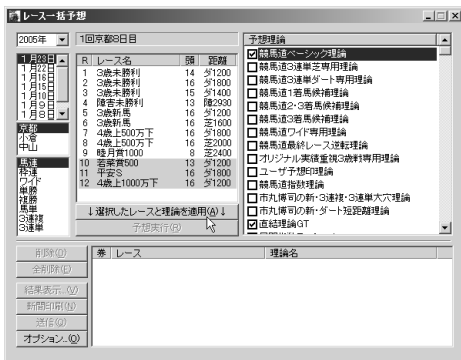 レース一括予想
2005年
1回京都8日目
1月23日
1月22日
1月16日
1月15日
1月10日
1月9日
1月8日
京都
小倉
中山
馬連
枠連
ワイド
単勝
複勝
馬単
3連複
3連単
R レース名 頭 距離
1 3歳未勝利 14 ダ1200
2 3歳未勝利 16 ダ1800
3 3歳未勝利 15 ダ1400
4 障害未勝利 13 障2930
5 3歳新馬 16 ダ1200
6 3歳新馬 16 芝1600
7 4歳上500万下 16 ダ1800
8 4歳上500万下 16 芝2000
9 睦月賞1000 8 芝2400
10 若菜賞500 13 ダ1200
11 平安S 16 ダ1800
12 4歳上1000万下 16 ダ1200
↓選択したレースと理論を適用(A)↓
予想実行(R)
予想理論
競馬道ベーシック理論
競馬道3連単芝専用理論
競馬道3連単ダート専用理論
競馬道1着馬候補理論
競馬道2・3着馬候補理論
競馬道ワイド専用理論
競馬道最終レース逆転理論
オリジナル実績重視3歳戦専用理論
ユーザ予想印理論
競馬道指数理論
市丸博司の新・3連複・3連単大穴理論
市丸博司の新・ダート短距離理論
直結理論GT
削除(D)
全削除(E)
結果表示...(V)
新聞印刷(N)
送信(Q)
オプション...(O)
券 レース 理論名